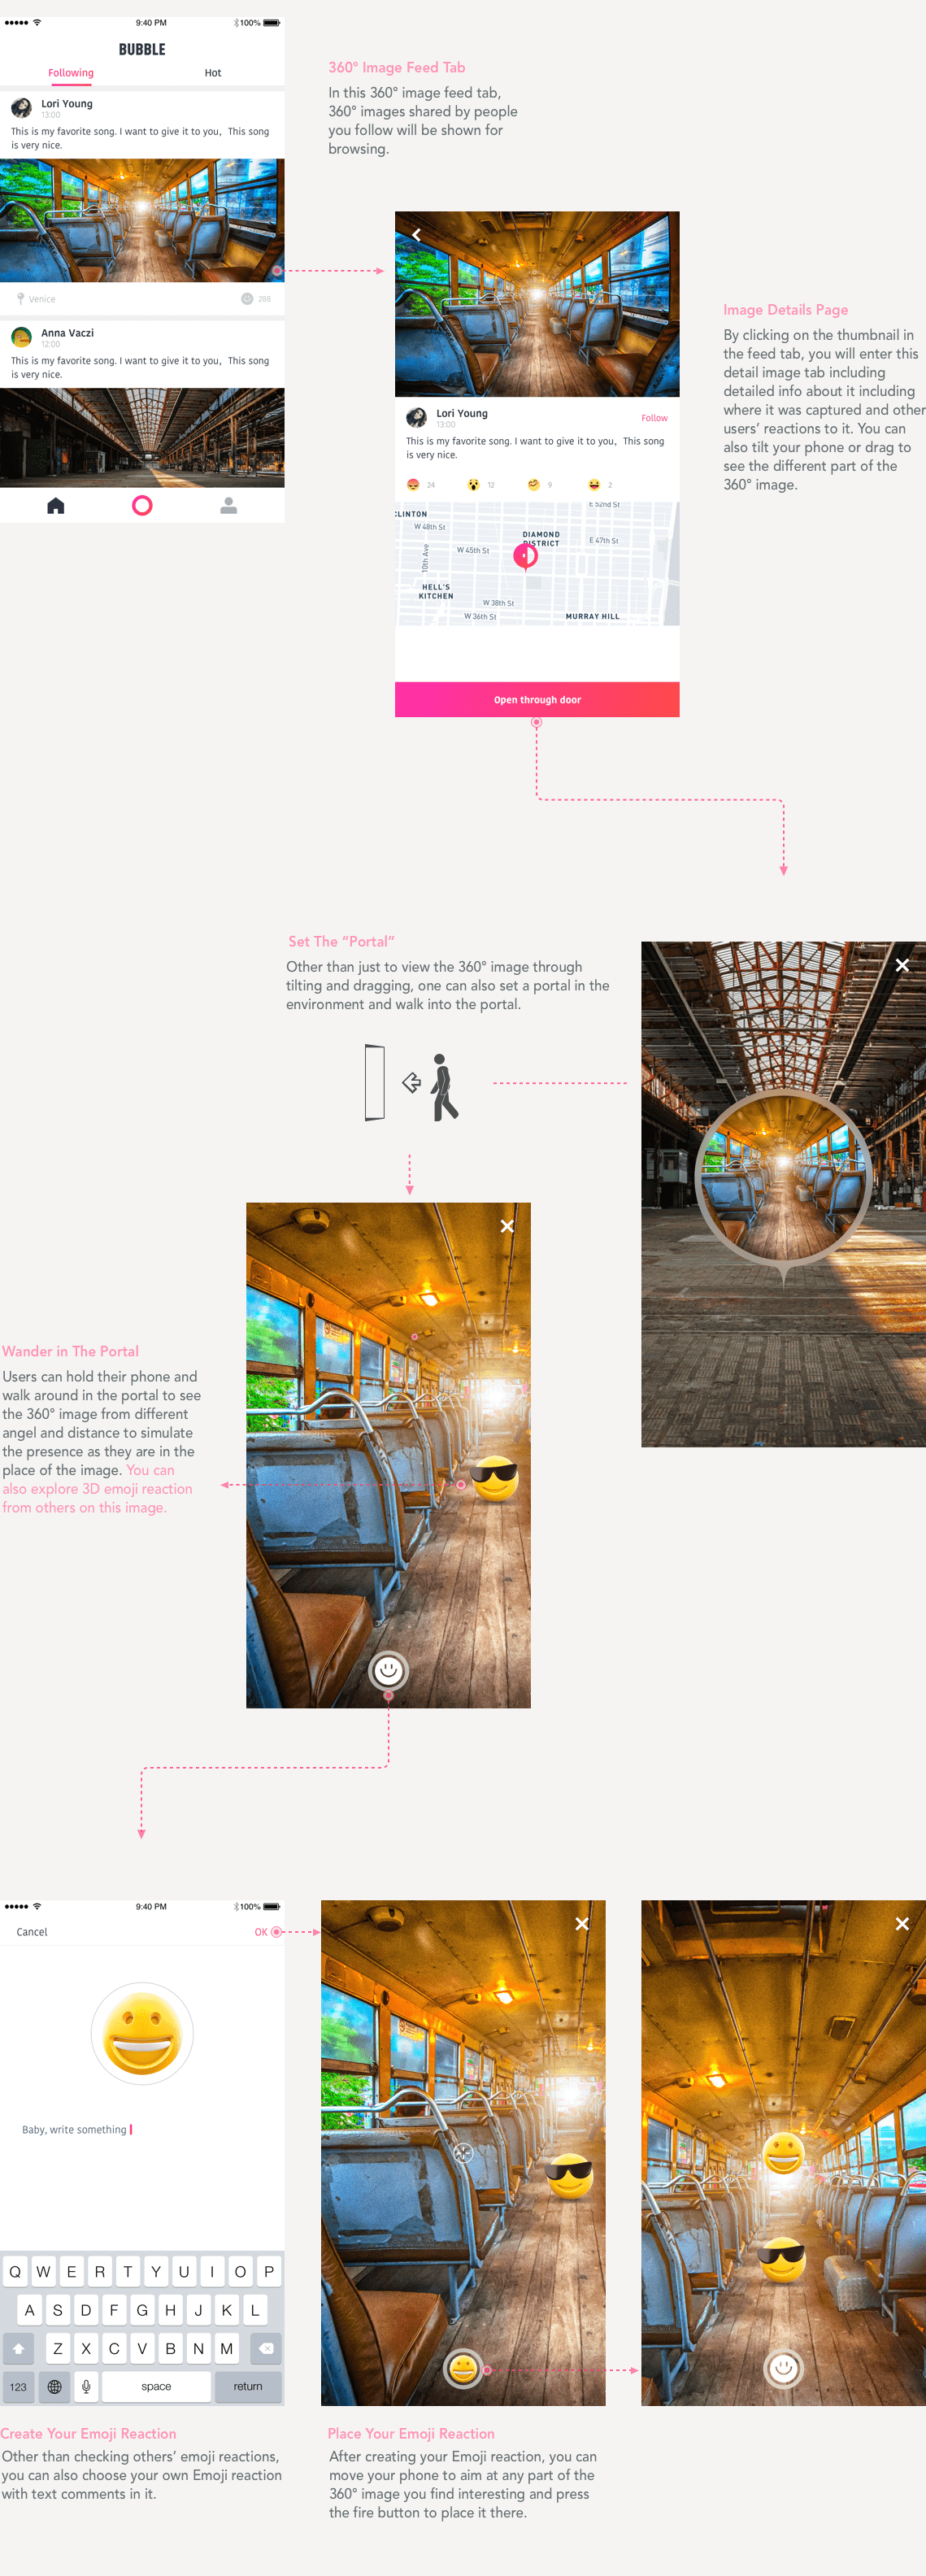 9:40 PM
100%
BUBBLE
Following
Hot
Lori Young
13:00
This is my favorite song. I want to give it to you, This song
is very nice.
Venice
288
Anna Vaczi
12:00
This is my favorite song. I want to give it to you, This song
is very nice.
360° Image Feed Tab
In this 360° image feed tab,
360° images shared by people
you follow will be shown for
browsing.
Lori Young
13:00
Follow
This is my favorite song. I want to give it to you, This song
is very nice.
24
12
9
2
E 52nd St
CLINTON
W 48th St
DIAMOND
DISTRICT
E 47th St
W 45th St
10th Ave
HELL'S
KITCHEN
W 38th St
W 36th St
MURRAY HILL
Open through door
Image Details Page
By clicking on the thumbnail in
the feed tab, you will enter this
detail image tab including
detailed info about it including
where it was captured and other
users’ reactions to it. You can
also tilt your phone or drag to
see the different part of the
360° image.
Set The “Portal”
Other than just to view the 360° image through
tilting and dragging, one can also set a portal in the
environment and walk into the portal.
Wander in The Portal
Users can hold their phone and
walk around in the portal to see
the 360° image from different
angel and distance to simulate
the presence as they are in the
place of the image. You can
also explore 3D emoji reaction
from others on this image.
9:40 PM
100%
Cancel
OK
Baby, write something
Q W E R T Y U I O P
A S D F G H J K L
Z X C V B N M
123
space
return
Create Your Emoji Reaction
Other than checking others’ emoji reactions,
you can also choose your own Emoji reaction
with text comments in it.
Place Your Emoji Reaction
After creating your Emoji reaction, you can
move your phone to aim at any part of the
360° image you find interesting and press
the fire button to place it there.